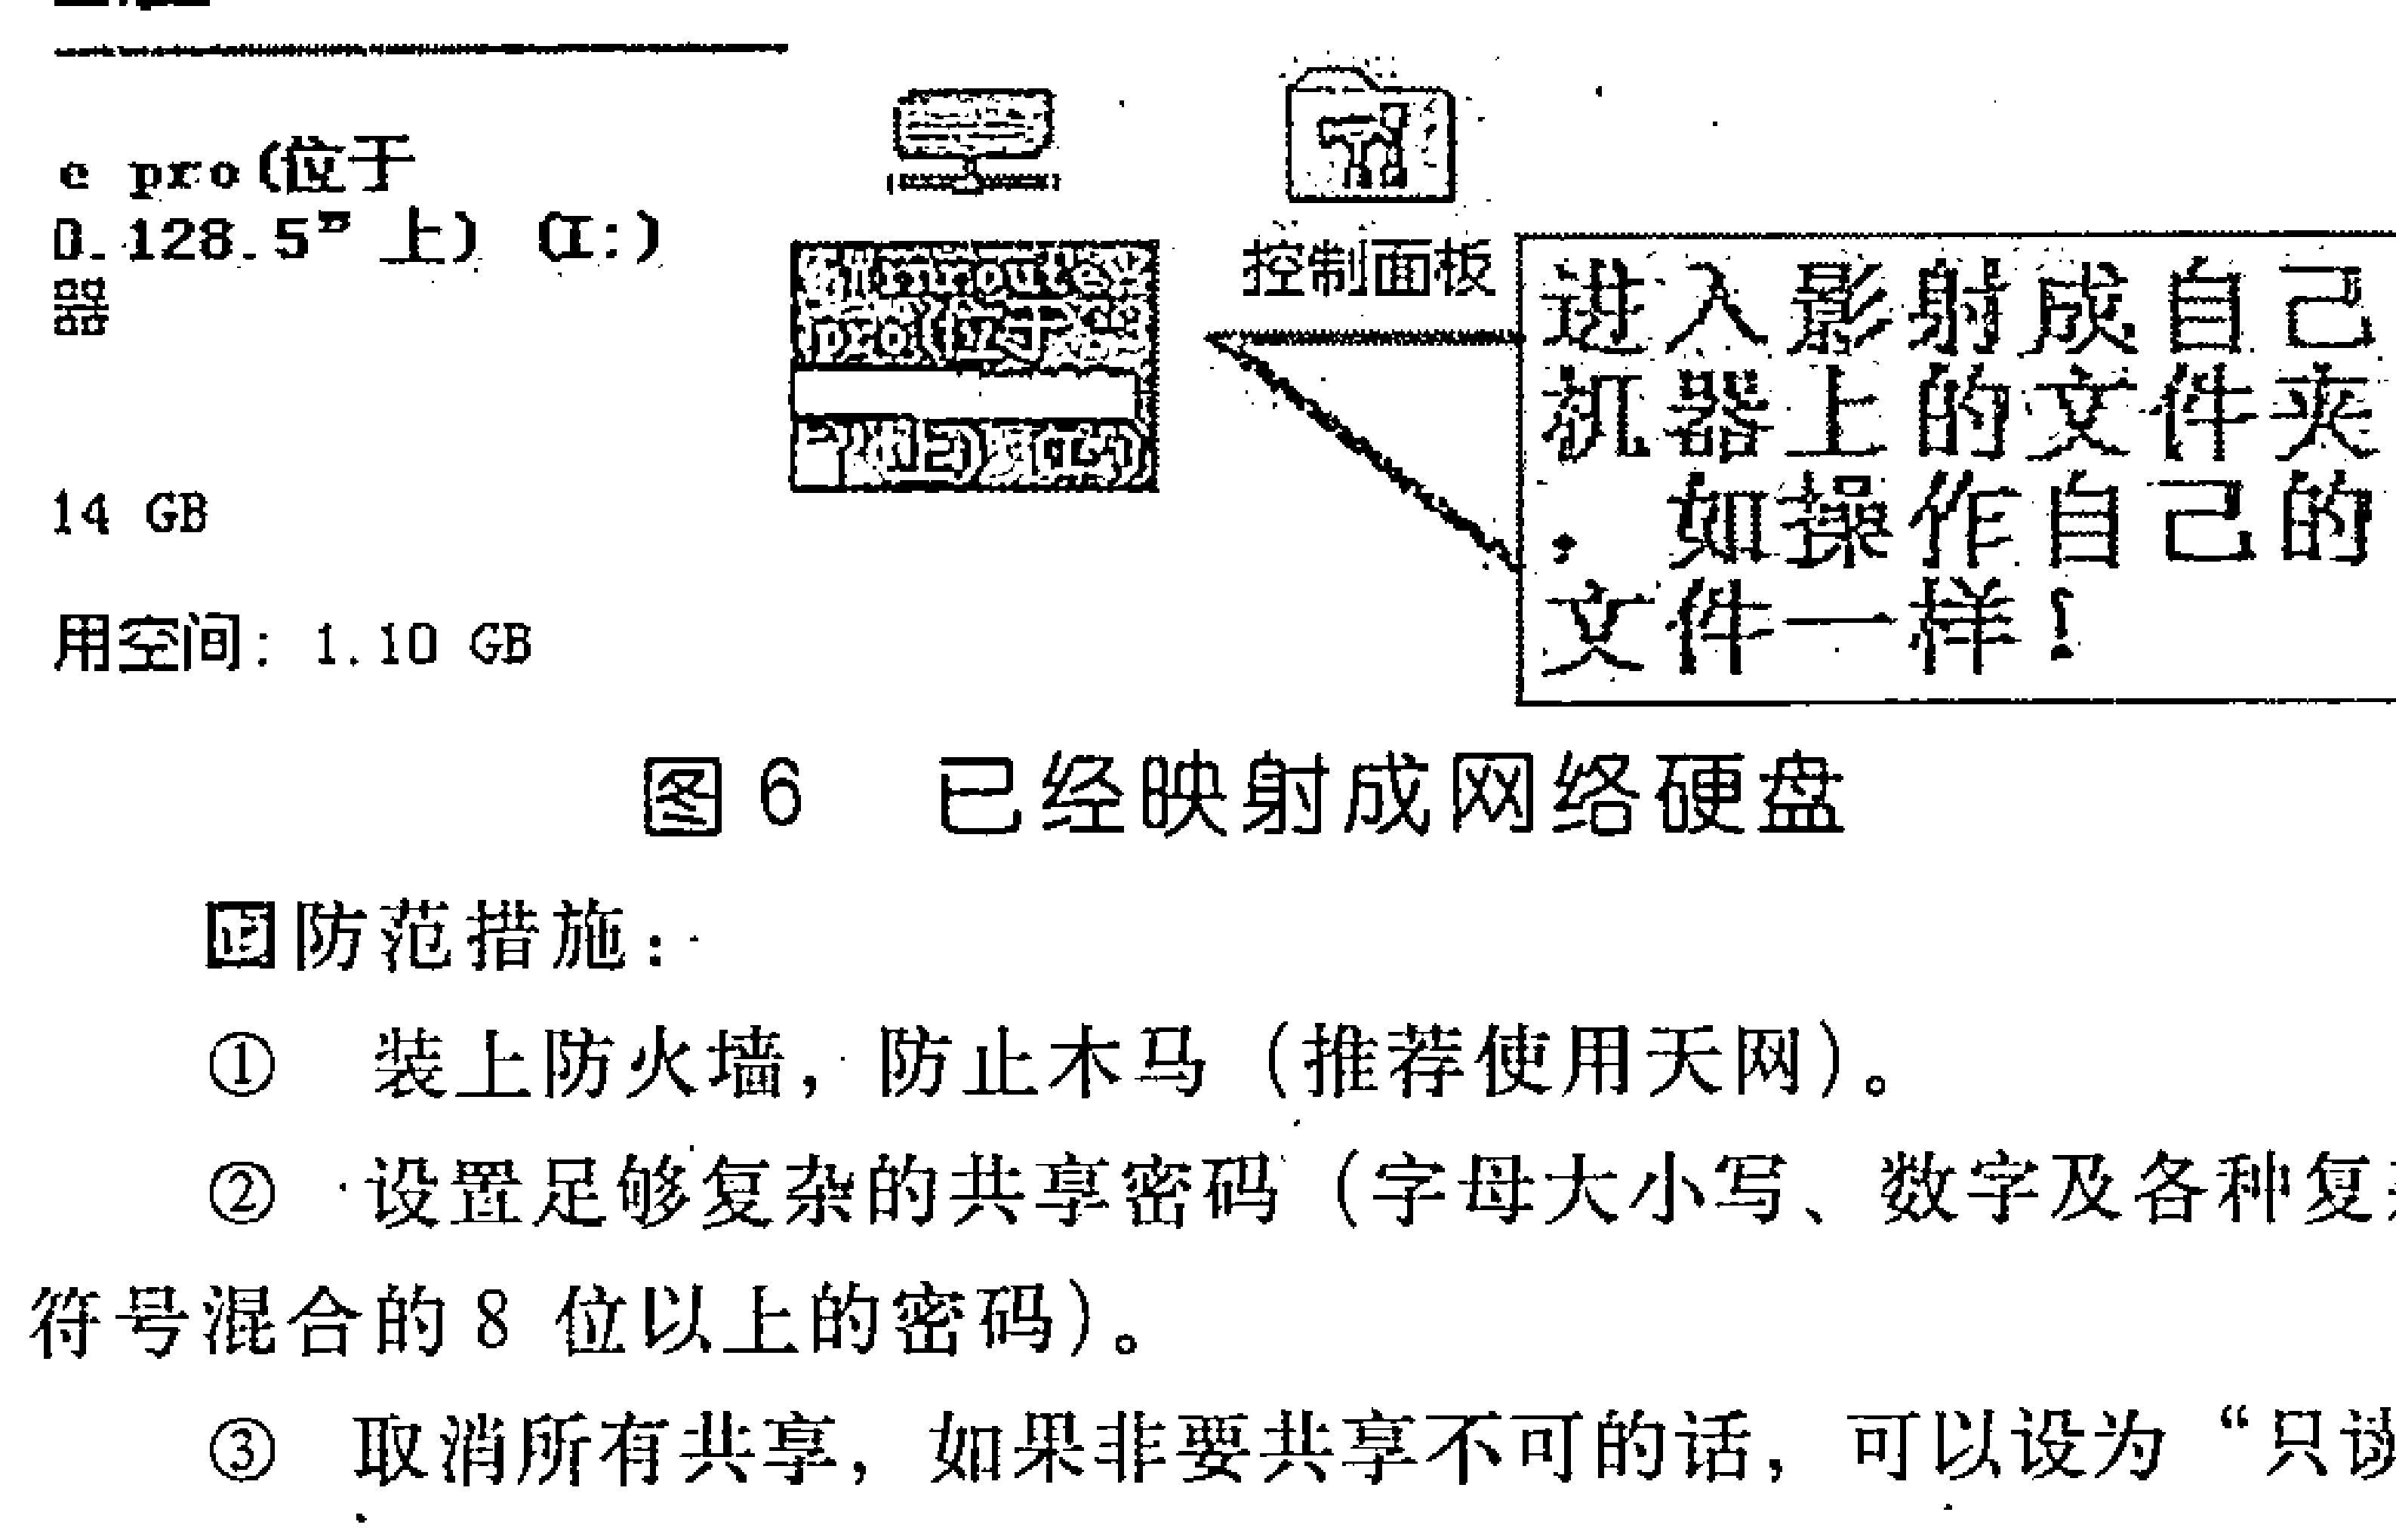 e pro(位于
0.128.5” 上) (I:)
器
14 GB
用空间: 1.10 GB
pro(位于
控制面板
进入影射成自己
机器上的文件夹
，如操作自己的
文件一样！
图 6 已经映射成网络硬盘
防范措施：
① 装上防火墙，防止木马（推荐使用天网）。
② 设置足够复杂的共享密码（字母大小写、数字及各种复
符号混合的 8 位以上的密码）。
③ 取消所有共享，如果非要共享不可的话，可以设为“只读